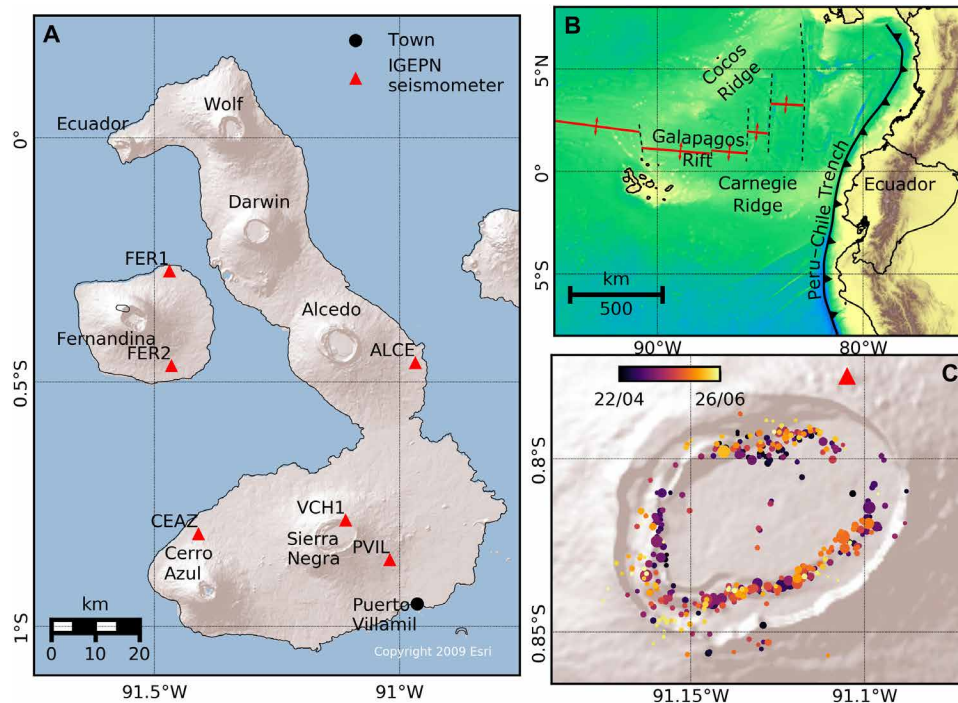 A
Town
IGEPN
seismometer
Wolf
Ecuador
0°
Darwin
FER1
Alcedo
Fernandina
FER2
ALCE
0.5°S
VCH1
CEAZ
Sierra
Negra
PVIL
Cerro
Azul
km
Puerto
Villamil
1°S
0
10
20
Copyright 2009 Esri
91.5°W
91°W
B
5°N
Cocos
Ridge
Galapagos
Rift
0°
Carnegie
Ridge
Ecuador
Peru-Chile Trench
km
500
5°S
90°W
80°W
C
22/04
26/06
0.8°S
0.85°S
91.15°W
91.1°W